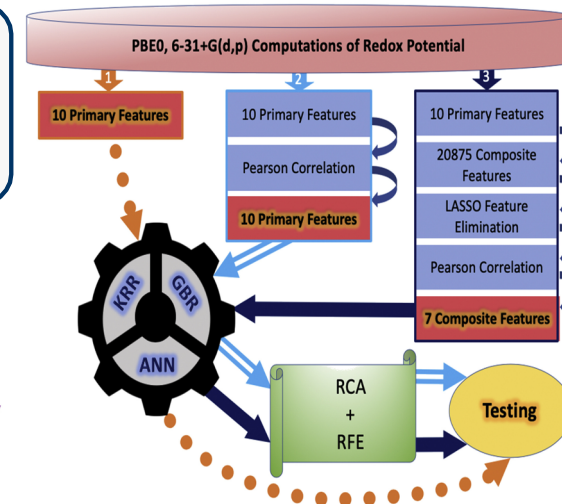 PBE0, 6-31+G(d,p) Computations of Redox Potential
1
2
3
10 Primary Features
10 Primary Features
Pearson Correlation
10 Primary Features
10 Primary Features
20875 Composite
Features
LASSO Feature
Elimination
Pearson Correlation
7 Composite Features
KRR
GBR
ANN
RCA
+
RFE
Testing